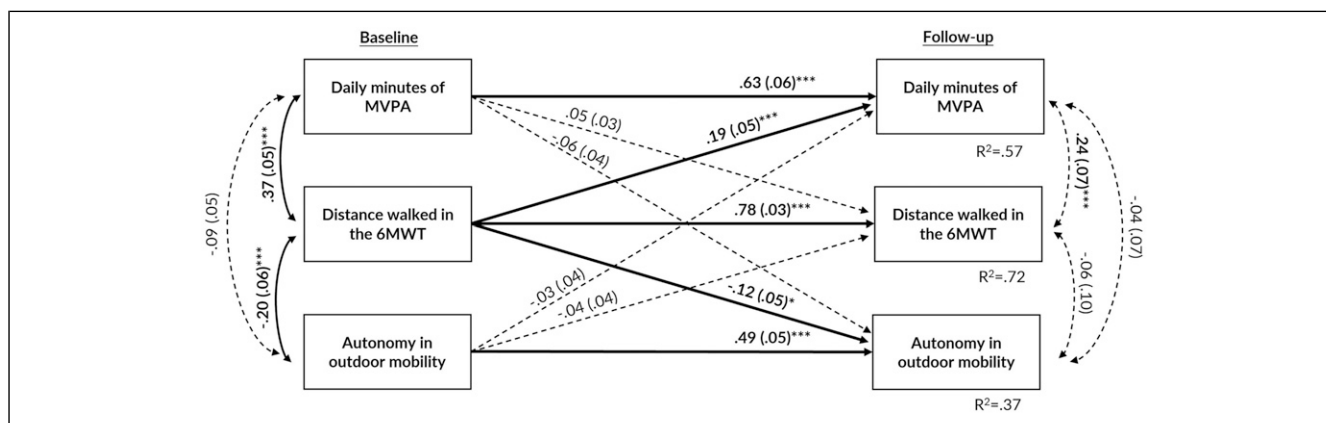 Baseline
Follow-up
Daily minutes of
MVPA
.63 (.06)***
Daily minutes of
MVPA
R²=.57
.05 (.03)
.19 (.05)***
-.06 (.04)
.37 (.05)***
-.09 (.05)
.24 (.07)***
-.04 (.07)
Distance walked in
the 6MWT
.78 (.03)***
Distance walked in
the 6MWT
R²=.72
-.20 (.06)***
-.03 (.04)
-.04 (.04)
-.12 (.05)*
-.06 (.10)
Autonomy in
outdoor mobility
.49 (.05)***
Autonomy in
outdoor mobility
R²=.37